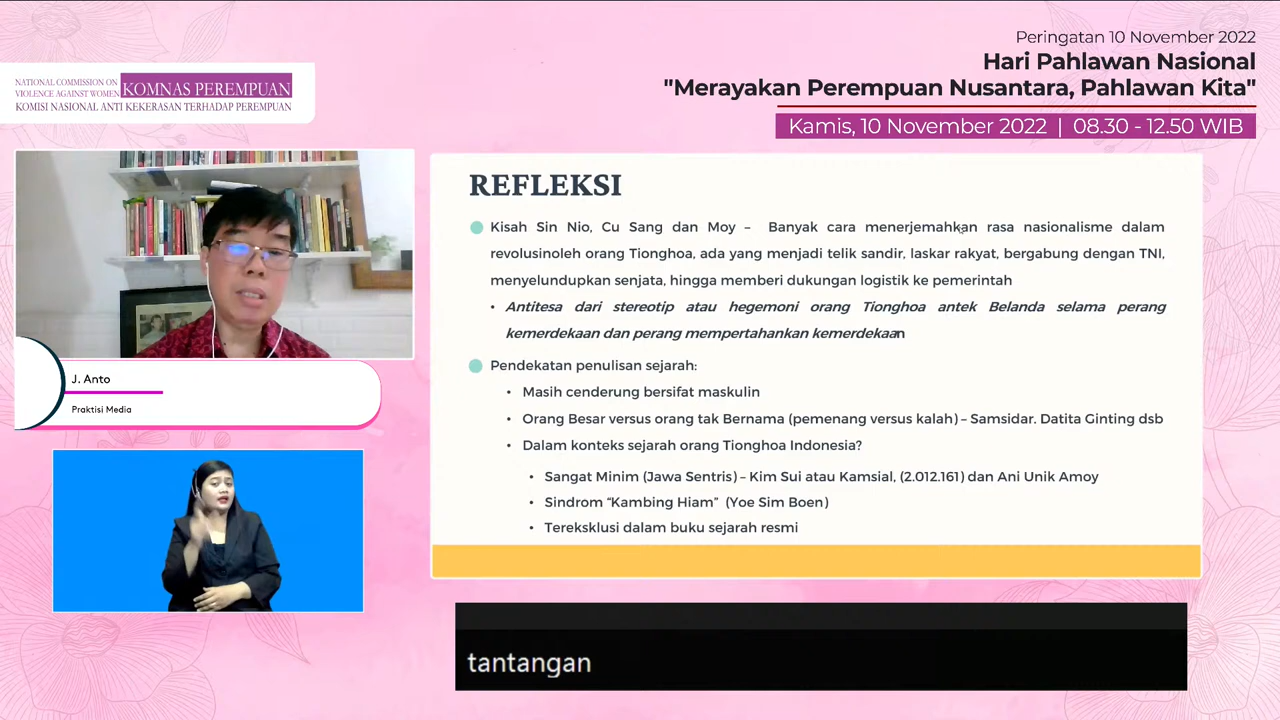 Peringatan 10 November 2022
Hari Pahlawan Nasional
"Merayakan Perempuan Nusantara, Pahlawan Kita"
Kamis, 10 November 2022 | 08.30 - 12.50 WIB
NATIONAL COMMISSION ON
VIOLENCE AGAINST WOMEN
KOMNAS PEREMPUAN
KOMISI NASIONAL ANTI KEKERASAN TERHADAP PEREMPUAN
J. Anto
Praktisi Media
REFLEKSI
Kisah Sin Nio, Cu Sang dan Moy – Banyak cara menerjemahkan rasa nasionalisme dalam
revolusinoleh orang Tionghoa, ada yang menjadi telik sandir, laskar rakyat, bergabung dengan TNI,
menyelundupkan senjata, hingga memberi dukungan logistik ke pemerintah
• Antitesa dari stereotip atau hegemoni orang Tionghoa antek Belanda selama perang
kemerdekaan dan perang mempertahankan kemerdekaan
Pendekatan penulisan sejarah:
• Masih cenderung bersifat maskulin
• Orang Besar versus orang tak Bernama (pemenang versus kalah) – Samsidar. Datita Ginting dsb
• Dalam konteks sejarah orang Tionghoa Indonesia?
• Sangat Minim (Jawa Sentris) – Kim Sui atau Kamsial, (2.012.161) dan Ani Unik Amoy
• Sindrom “Kambing Hiam” (Yoe Sim Boen)
• Tereksklusi dalam buku sejarah resmi
tantangan